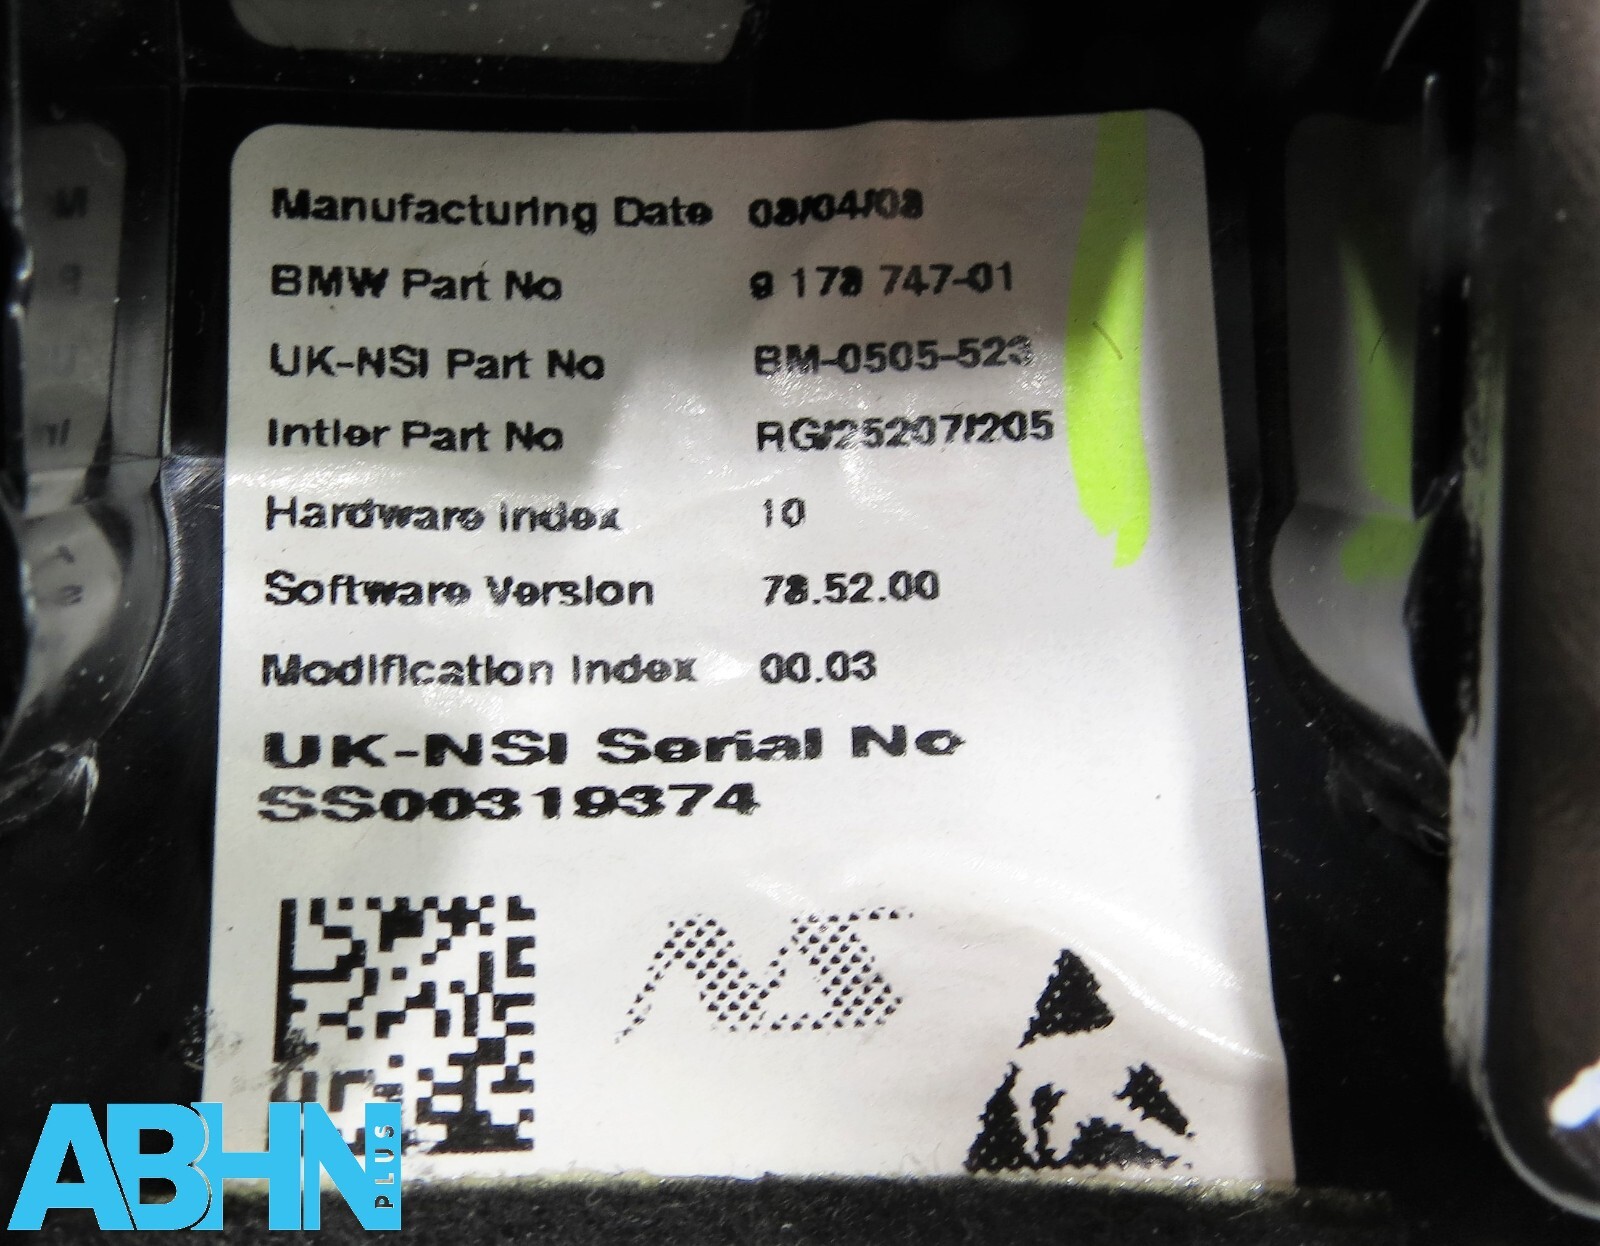 Manufacturing Date 08/04/08
BMW Part No 9 178 747-01
UK-NSI Part No BM-0505-523
Intier Part No RG/25207/205
Hardware Index 10
Software Version 78.52.00
Modification Index 00.03
UK-NSI Serial No
SS00319374
NS
ABHN PLUS